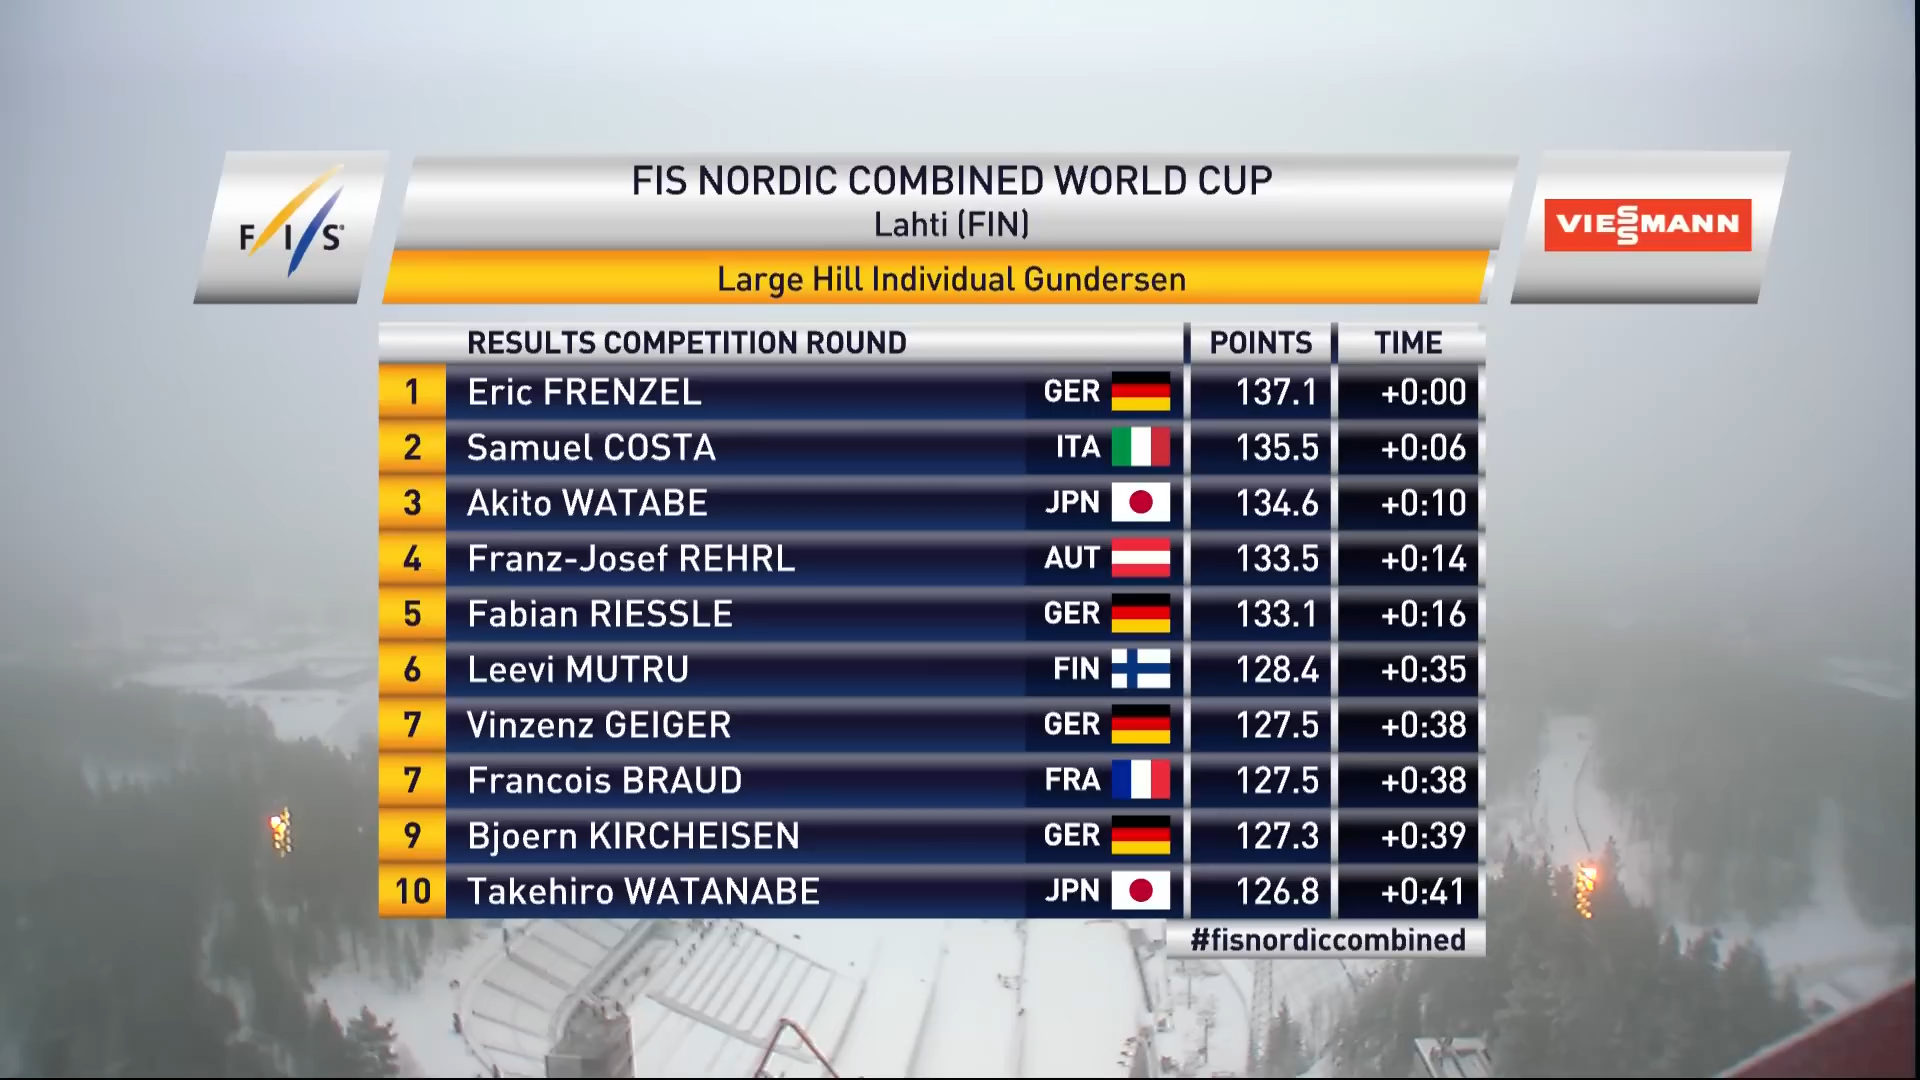 FIS
FIS NORDIC COMBINED WORLD CUP
Lahti (FIN)
Large Hill Individual Gundersen
VIESSMANN
RESULTS COMPETITION ROUND POINTS TIME
1 Eric FRENZEL GER 137.1 +0:00
2 Samuel COSTA ITA 135.5 +0:06
3 Akito WATABE JPN 134.6 +0:10
4 Franz-Josef REHRL AUT 133.5 +0:14
5 Fabian RIESSLE GER 133.1 +0:16
6 Leevi MUTRU FIN 128.4 +0:35
7 Vinzenz GEIGER GER 127.5 +0:38
7 Francois BRAUD FRA 127.5 +0:38
9 Bjoern KIRCHEISEN GER 127.3 +0:39
10 Takehiro WATANABE JPN 126.8 +0:41
#fisnordiccombined